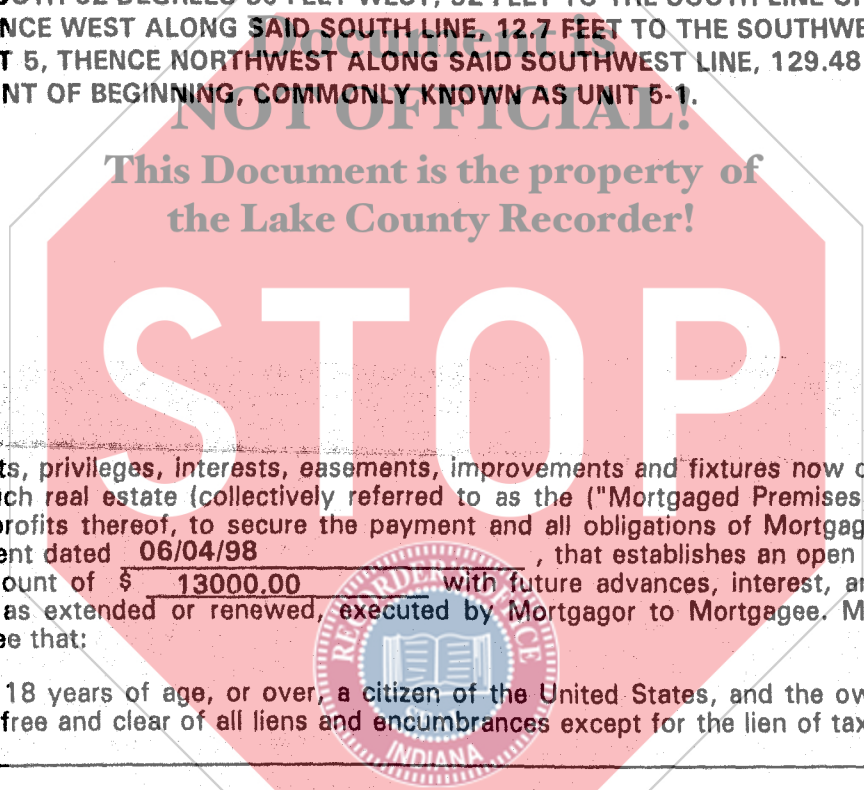 NCE WEST ALONG SAID SOUTH LINE, 12.7 FEET TO THE SOUTHWE
Document is
T 5, THENCE NORTHWEST ALONG SAID SOUTHWEST LINE, 129.48
NT OF BEGINNING, COMMONLY KNOWN AS UNIT 5-1.
NOT OFFICIAL!
This Document is the property of
the Lake County Recorder!
STOP
ts, privileges, interests, easements, improvements and fixtures now o
ch real estate (collectively referred to as the ("Mortgaged Premises
rofits thereof, to secure the payment and all obligations of Mortgag
ent dated 06/04/98 , that establishes an open
ount of $ 13000.00 with future advances, interest, an
as extended or renewed, executed by Mortgagor to Mortgagee. M
ee that:
RECORDER'S OFFICE
18 years of age, or over, a citizen of the United States, and the ow
free and clear of all liens and encumbrances except for the lien of tax
INDIANA